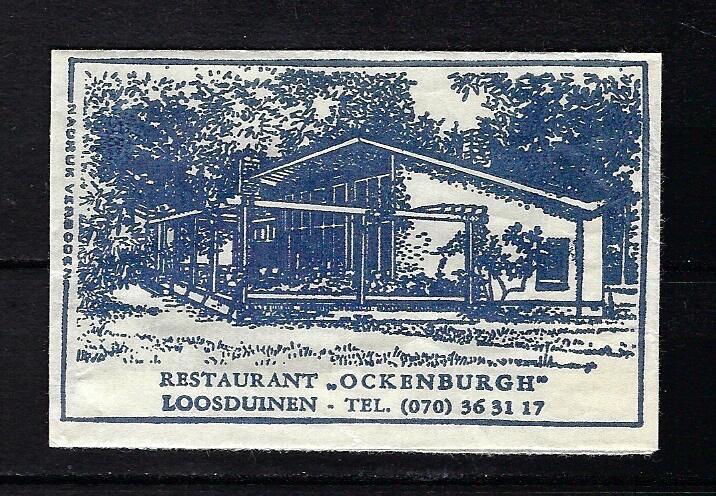 NADRUK VERBODEN
RESTAURANT „OCKENBURGH"
LOOSDUINEN - TEL. (070) 36 31 17